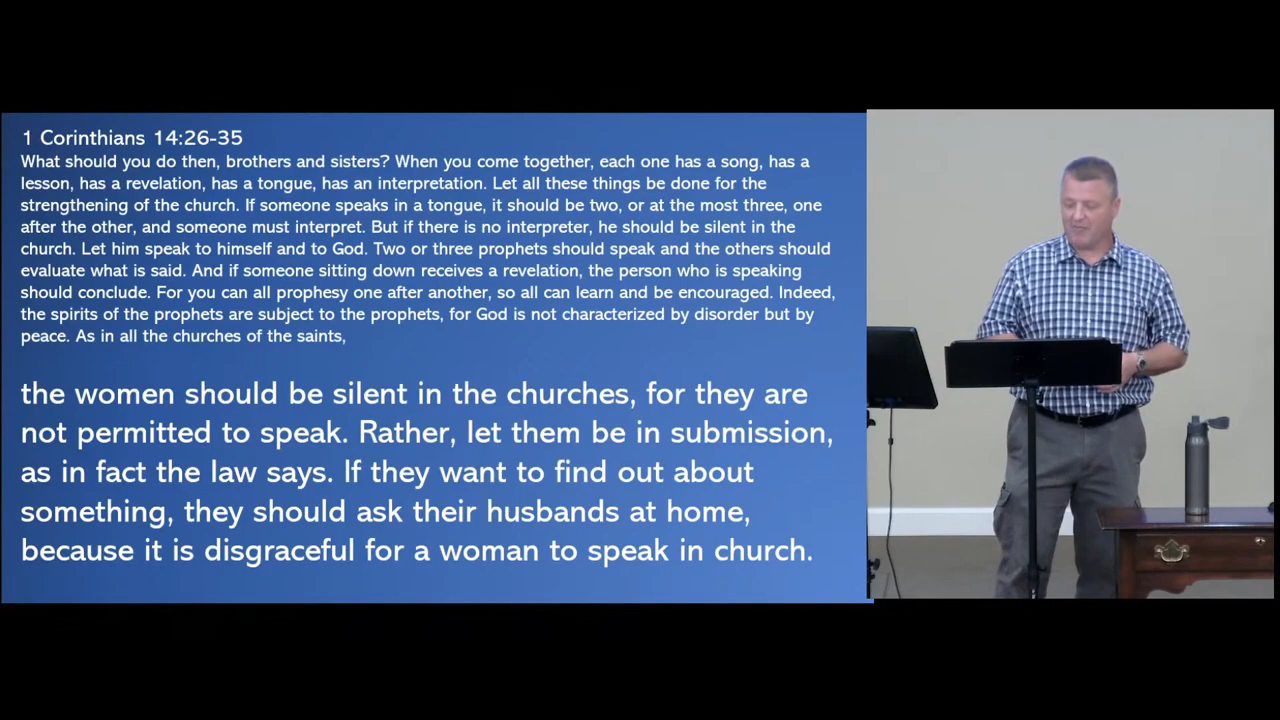 1 Corinthians 14:26-35
What should you do then, brothers and sisters? When you come together, each one has a song, has a
lesson, has a revelation, has a tongue, has an interpretation. Let all these things be done for the
strengthening of the church. If someone speaks in a tongue, it should be two, or at the most three, one
after the other, and someone must interpret. But if there is no interpreter, he should be silent in the
church. Let him speak to himself and to God. Two or three prophets should speak and the others should
evaluate what is said. And if someone sitting down receives a revelation, the person who is speaking
should conclude. For you can all prophesy one after another, so all can learn and be encouraged. Indeed,
the spirits of the prophets are subject to the prophets, for God is not characterized by disorder but by
peace. As in all the churches of the saints,
the women should be silent in the churches, for they are
not permitted to speak. Rather, let them be in submission,
as in fact the law says. If they want to find out about
something, they should ask their husbands at home,
because it is disgraceful for a woman to speak in church.